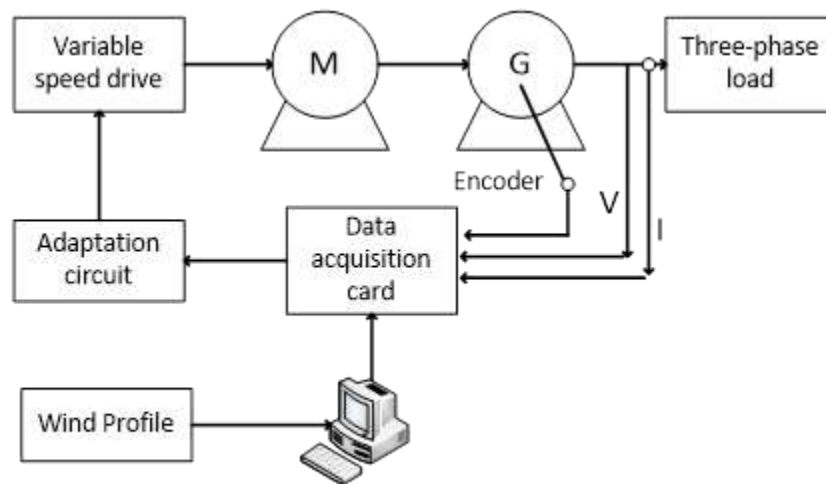 Variable
speed drive
M
G
Three-phase
load
Encoder
V
I
Adaptation
circuit
Data
acquisition
card
Wind Profile